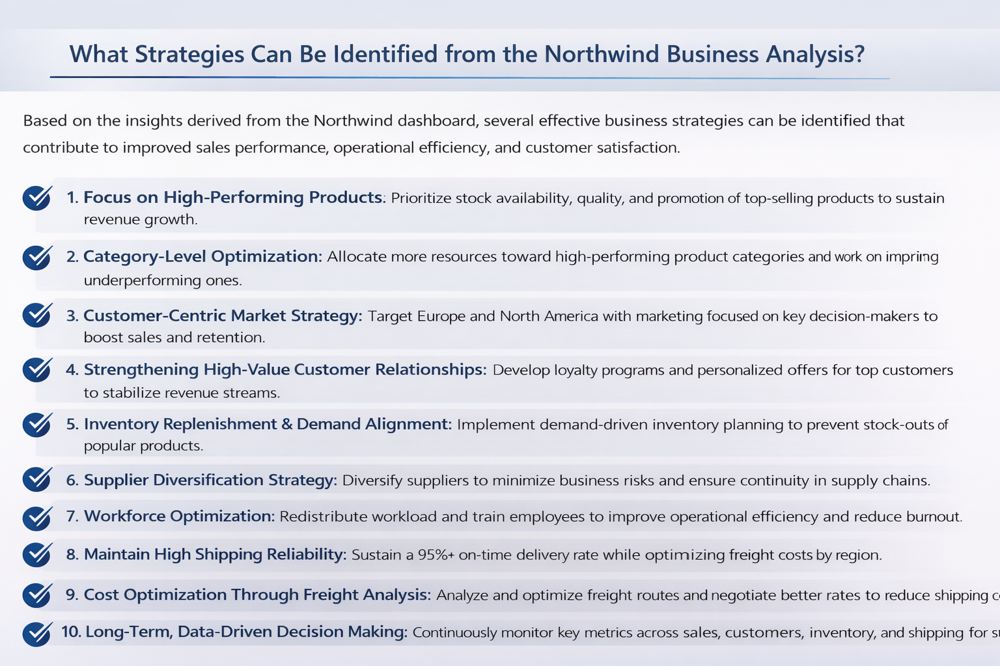 What Strategies Can Be Identified from the Northwind Business Analysis?
Based on the insights derived from the Northwind dashboard, several effective business strategies can be identified that
contribute to improved sales performance, operational efficiency, and customer satisfaction.
1. Focus on High-Performing Products: Prioritize stock availability, quality, and promotion of top-selling products to sustain
revenue growth.
2. Category-Level Optimization: Allocate more resources toward high-performing product categories and work on
underperforming ones.
3. Customer-Centric Market Strategy: Target Europe and North America with marketing focused on key decision-makers to
boost sales and retention.
4. Strengthening High-Value Customer Relationships: Develop loyalty programs and personalized offers for top customers
to stabilize revenue streams.
5. Inventory Replenishment & Demand Alignment: Implement demand-driven inventory planning to prevent stock-outs of
popular products.
6. Supplier Diversification Strategy: Diversify suppliers to minimize business risks and ensure continuity in supply chains.
7. Workforce Optimization: Redistribute workload and train employees to improve operational efficiency and reduce burnout.
8. Maintain High Shipping Reliability: Sustain a 95%+ on-time delivery rate while optimizing freight costs by region.
9. Cost Optimization Through Freight Analysis: Analyze and optimize freight routes and negotiate better rates to reduce shipping
10. Long-Term, Data-Driven Decision Making: Continuously monitor key metrics across sales, customers, inventory, and shipping for